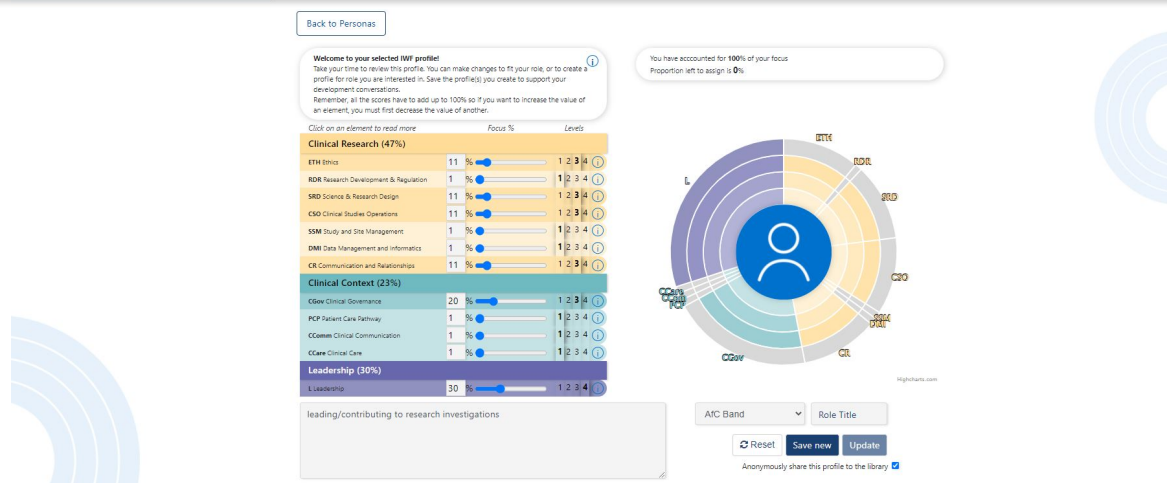 Back to Personas
Welcome to your selected IWF profile!
Take your time to review this profile. You can make changes to fit your role, or to create a
profile for role you are interested in. Save the profile(s) you create to support your
development conversations.
Remember, all the scores have to add up to 100% so if you want to increase the value of
an element, you must first decrease the value of another.
You have acccounted for 100% of your focus
Proportion left to assign is 0%
Click on an element to read more Focus % Levels
Clinical Research (47%)
ETH Ethics 11 % 1 2 3 4
RDR Research Development & Regulation 1 % 1 2 3 4
SRD Science & Research Design 11 % 1 2 3 4
CSO Clinical Studies Operations 11 % 1 2 3 4
SSM Study and Site Management 1 % 1 2 3 4
DMI Data Management and Informatics 1 % 1 2 3 4
CR Communication and Relationships 11 % 1 2 3 4
Clinical Context (23%)
CGov Clinical Governance 20 % 1 2 3 4
PCP Patient Care Pathway 1 % 1 2 3 4
CComm Clinical Communication 1 % 1 2 3 4
CCare Clinical Care 1 % 1 2 3 4
Leadership (30%)
L Leadership 30 % 1 2 3 4
ETH
RDR
SRD
CSO
SSM
DMI
CR
CGov
PCP
CCom
CCare
L
Highcharts.com
leading/contributing to research investigations
AfC Band Role Title
Reset Save new Update
Anonymously share this profile to the library